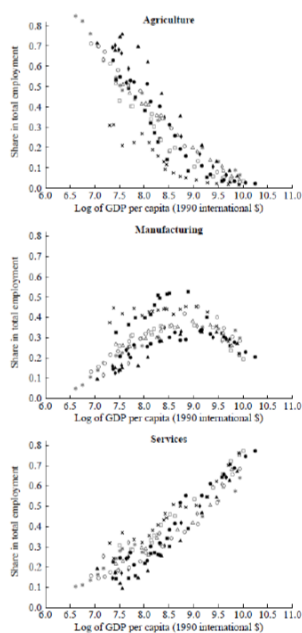 Agriculture
Share in total employment
0.8
0.7
0.6
0.5
0.4
0.3
0.2
0.1
0.0
6.0 6.5 7.0 7.5 8.0 8.5 9.0 9.5 10.0 10.5 11.0
Log of GDP per capita (1990 international $)
Manufacturing
Share in total employment
0.8
0.7
0.6
0.5
0.4
0.3
0.2
0.1
0.0
6.0 6.5 7.0 7.5 8.0 8.5 9.0 9.5 10.0 10.5 11.0
Log of GDP per capita (1990 international $)
Services
Share in total employment
0.8
0.7
0.6
0.5
0.4
0.3
0.2
0.1
0.0
6.0 6.5 7.0 7.5 8.0 8.5 9.0 9.5 10.0 10.5 11.0
Log of GDP per capita (1990 international $)